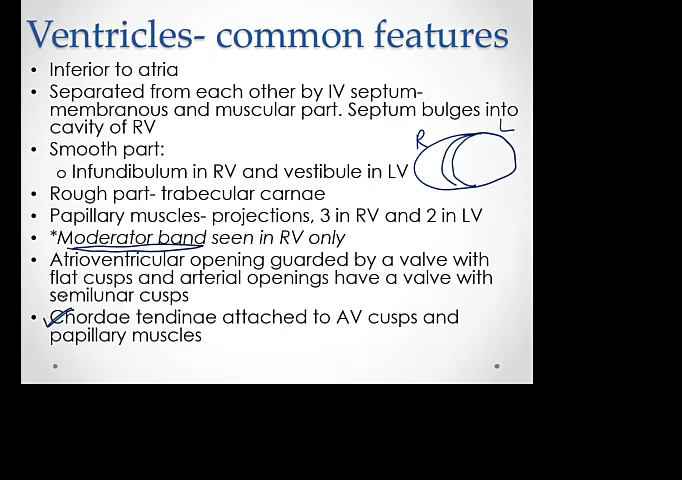 Ventricles- common features
• Inferior to atria
• Separated from each other by IV septum-
membranous and muscular part. Septum bulges into
cavity of RV
R
L
• Smooth part:
o Infundibulum in RV and vestibule in LV
• Rough part- trabecular carnae
• Papillary muscles- projections, 3 in RV and 2 in LV
• *Moderator band seen in RV only
• Atrioventricular opening guarded by a valve with
flat cusps and arterial openings have a valve with
semilunar cusps
• Chordae tendinae attached to AV cusps and
papillary muscles